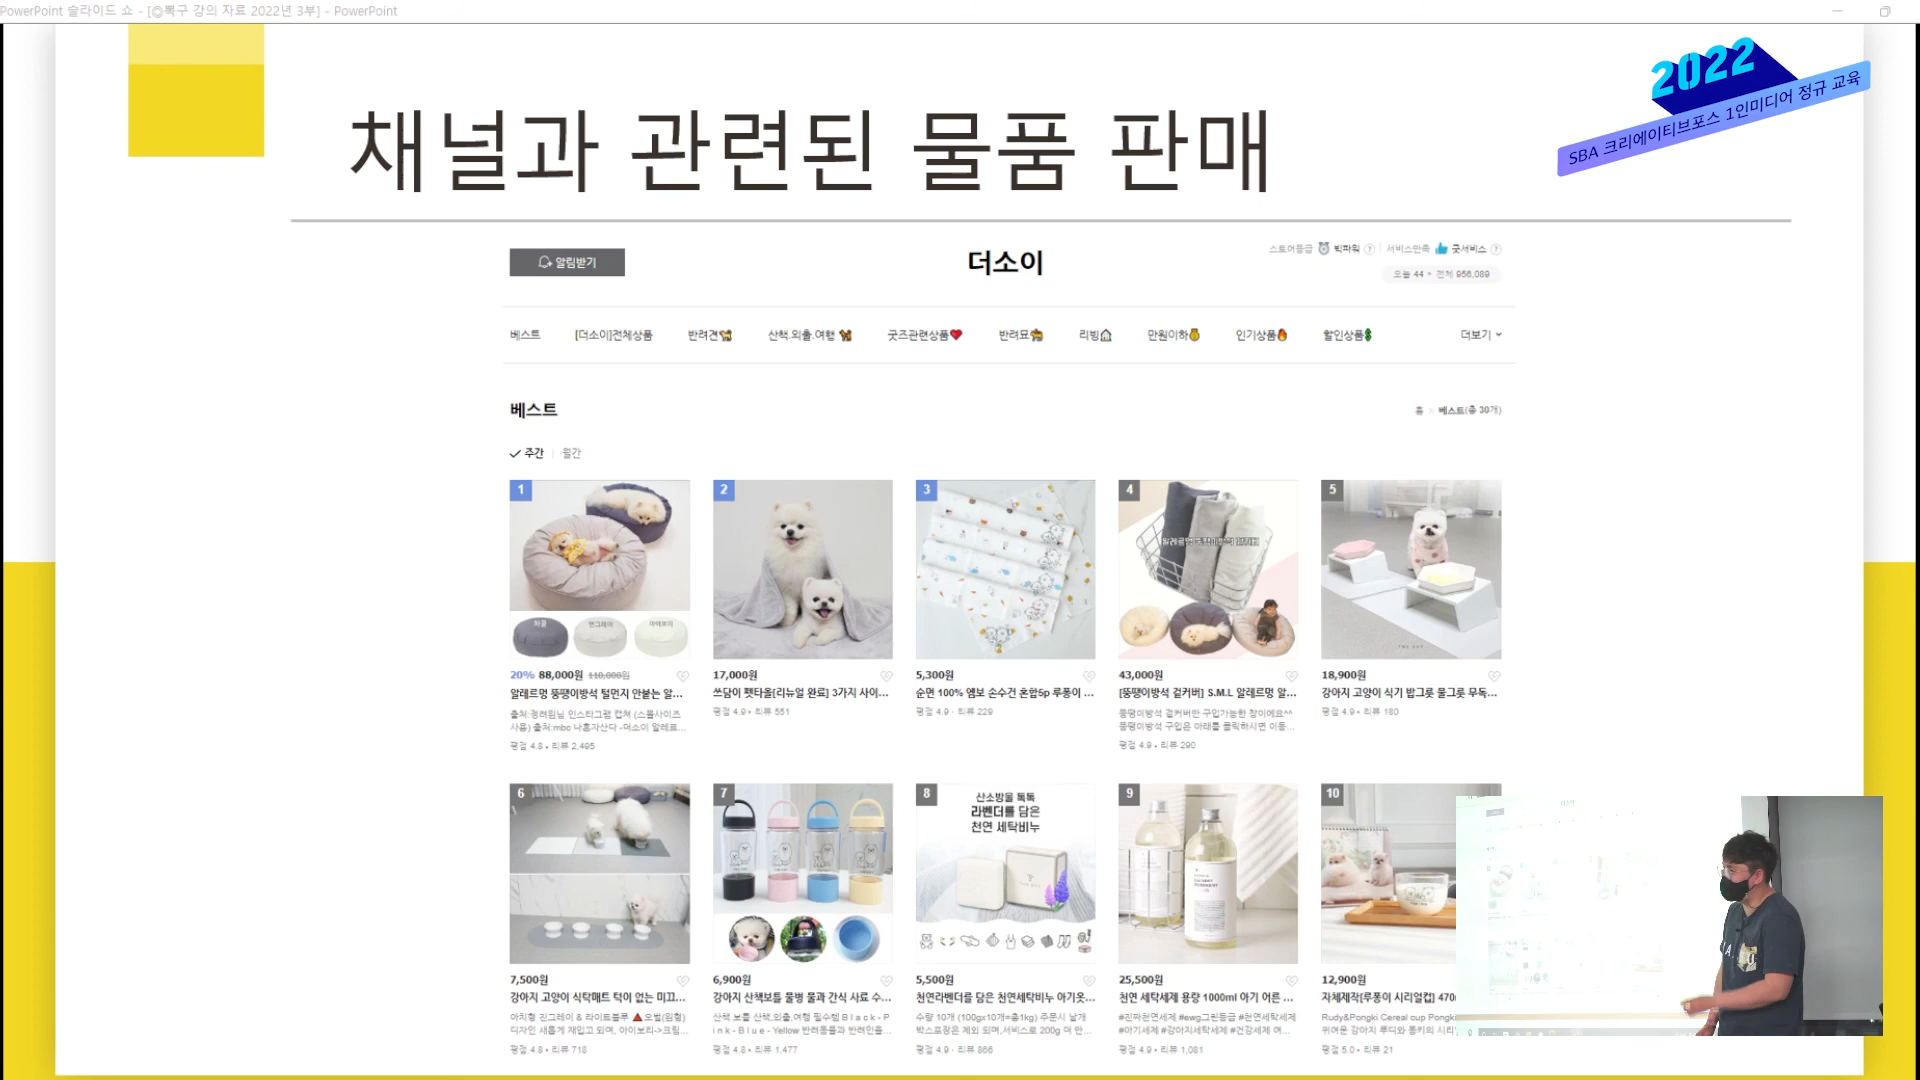 PowerPoint 슬라이드 쇼 - [◎뽁구 강의 자료 2022년 3부] - PowerPoint
2022
SBA 크리에이티브포스 1인미디어 정규 교육
채널과 관련된 물품 판매
알림받기
더소이
스토어등급 빅파워 서비스만족 굿서비스
오늘 44 전체 956,089
베스트 [더소이]전체상품 반려견 산책.외출.여행 굿즈관련상품 반려묘 리빙 만원이하 인기상품 할인상품 더보기
베스트
홈 > 베스트(총 30개)
주간 월간
1 2 3 4 5
차콜 아이보리
20% 88,000원 110,000원
알레르멍 뚱땡이방석 털먼지 안붙는 알...
출처:정려원님 인스타그램 캡쳐 (스몰사이즈
사용) 출처:mbc 나혼자산다 -더소이 알레르...
평점 4.8 • 리뷰 2,495
17,000원
쓰담이 펫타올[리뉴얼 완료] 3가지 사이...
평점 4.9 • 리뷰 551
5,300원
순면 100% 엠보 손수건 혼합5p 루퐁이 ...
평점 4.9 · 리뷰 229
43,000원
[뚱땡이방석 겉커버] S.M.L 알레르멍 알...
뚱땡이방석 겉커버만 구입가능한 창이에요^^
뚱땡이방석 구입은 아래를 클릭하시면 이동...
평점 4.9 • 리뷰 290
18,900원
강아지 고양이 식기 밥그릇 물그릇 무독...
평점 4.9 • 리뷰 180
6 7 8 9 10
산소방울 톡톡
라벤더를 담은
천연 세탁비누
7,500원
강아지 고양이 식탁매트 턱이 없는 미끄...
아치형 진그레이 & 라이트블루 🔺오벌(원형)
디자인 새롭게 재입고 되며, 아이보리->크림...
평점 4.8 • 리뷰 718
6,900원
강아지 산책보틀 물병 물과 간식 사료 수...
산책 보틀 산책,외출,여행 필수템 B l a c k - P
i n k - B l u e - Yellow 반려동물과 반려인을...
평점 4.8 • 리뷰 1,477
5,500원
천연라벤더를 담은 천연세탁비누 아기옷...
수량 10개 (100gx10개=총1kg) 주문시 낱개
박스포장은 제외 되며,서비스로 200g 더 만...
평점 4.9 · 리뷰 866
25,500원
천연 세탁세제 용량 1000ml 아기 어른 ...
#진짜천연세제 #ewg그린등급 #천연세탁세제
#아기세제 #강아지세탁세제 #건강세제 여...
평점 4.9 • 리뷰 1,081
12,900원
자체제작[루퐁이 시리얼컵] 470
Rudy&Pongki Cereal cup Pongki
귀여운 강아지 루디와 퐁키의 시리
평점 5.0 • 리뷰 21